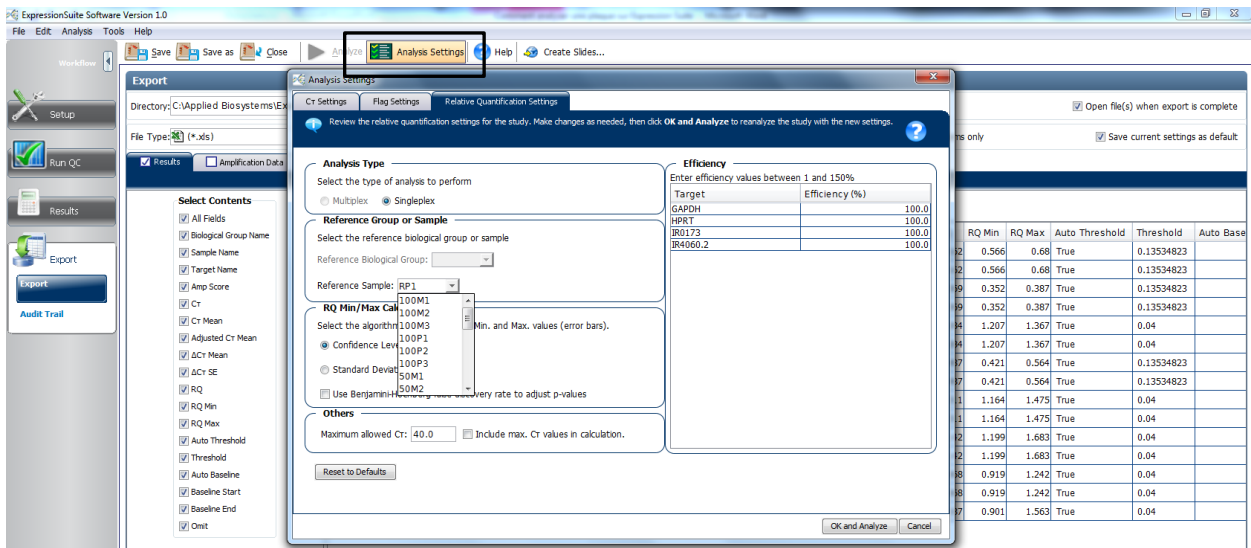 ExpressionSuite Software Version 1.0
File Edit Analysis Tools Help
Workflow
Save Save as Close Analyze Analysis Settings Help Create Slides...
Setup
Run QC
Results
Export
Export
Audit Trail
Export
Directory: C:\Applied Biosystems\Ex
Open file(s) when export is complete
File Type: (*.xls)
ns only
Save current settings as default
Results Amplification Data
Select Contents
All Fields
Biological Group Name
Sample Name
Target Name
Amp Score
CT
CT Mean
Adjusted CT Mean
ΔCT Mean
ΔCT SE
RQ
RQ Min
RQ Max
Auto Threshold
Threshold
Auto Baseline
Baseline Start
Baseline End
Omit
Analysis Settings
CT Settings Flag Settings Relative Quantification Settings
Review the relative quantification settings for the study. Make changes as needed, then click OK and Analyze to reanalyze the study with the new settings.
Analysis Type
Select the type of analysis to perform
Multiplex Singleplex
Reference Group or Sample
Select the reference biological group or sample
Reference Biological Group:
Reference Sample: RP1
100M1
100M2
100M3
100P1
100P2
100P3
50M1
50M2
RQ Min/Max Cal
Select the algorithm Min. and Max. values (error bars).
Confidence Leve
Standard Deviat
Use Benjamini-H very rate to adjust p-values
Others
Maximum allowed CT: 40.0 Include max. CT values in calculation.
Reset to Defaults
Efficiency
Enter efficiency values between 1 and 150%
Target Efficiency (%)
GAPDH 100.0
HPRT 100.0
IR0173 100.0
IR4060.2 100.0
OK and Analyze Cancel
RQ Min RQ Max Auto Threshold Threshold Auto Base
0.566 0.68 True 0.13534823
0.566 0.68 True 0.13534823
0.352 0.387 True 0.13534823
0.352 0.387 True 0.13534823
1.207 1.367 True 0.04
1.207 1.367 True 0.04
0.421 0.564 True 0.13534823
0.421 0.564 True 0.13534823
1.164 1.475 True 0.04
1.164 1.475 True 0.04
1.199 1.683 True 0.04
1.199 1.683 True 0.04
0.919 1.242 True 0.04
0.919 1.242 True 0.04
0.901 1.563 True 0.04